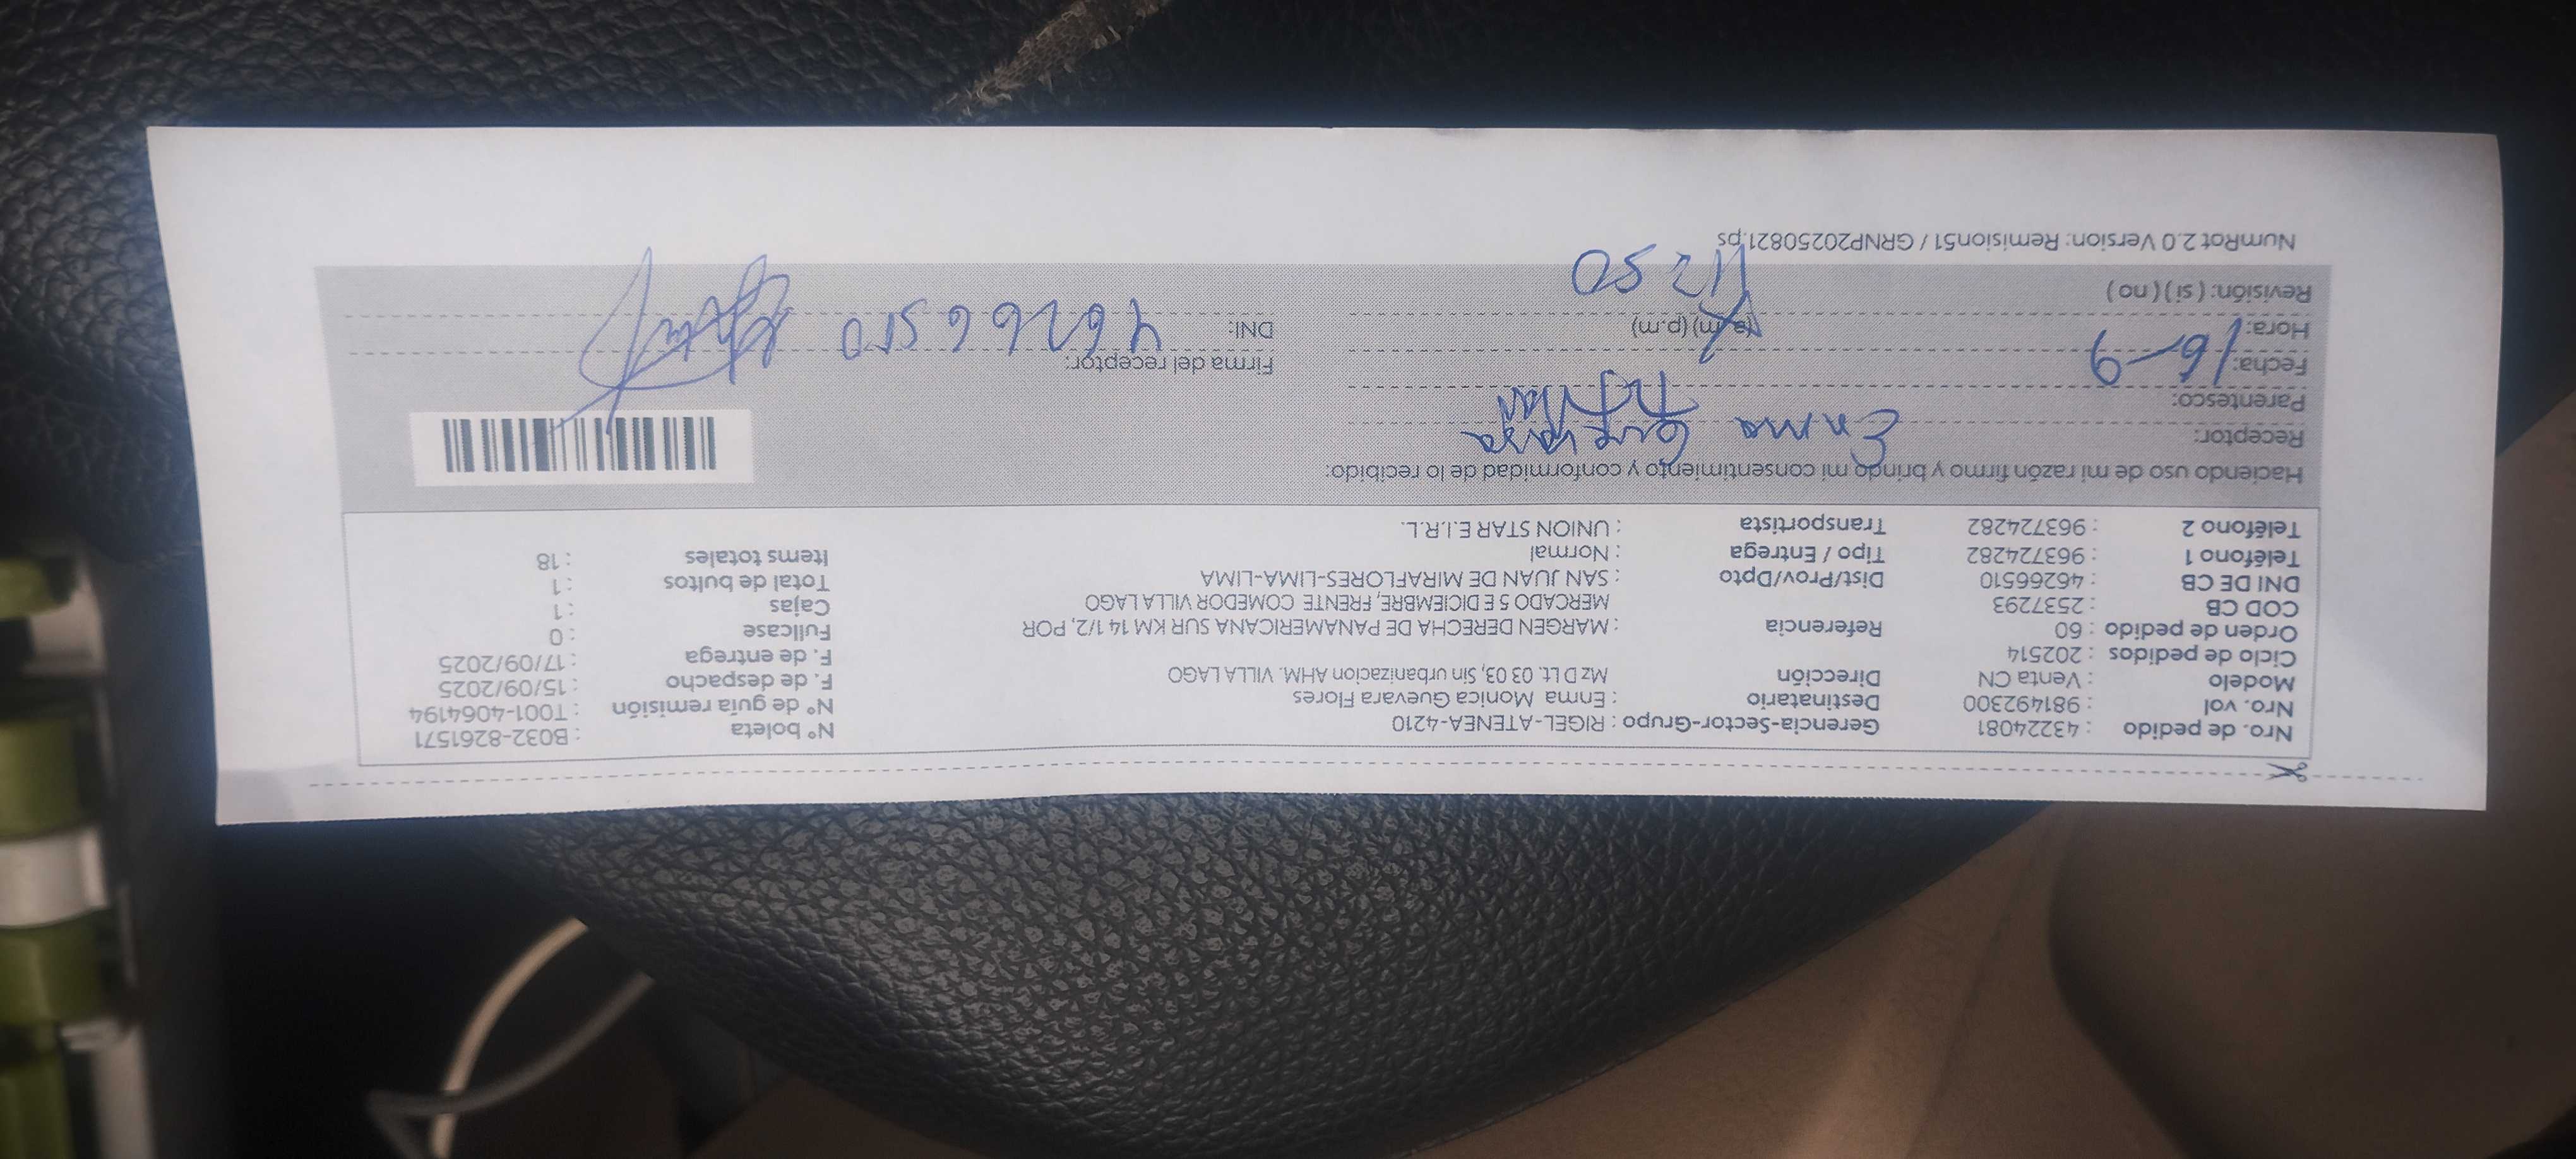 Nro. de pedido : 43224081 Gerencia-Sector-Grupo : RIGEL-ATENEA-4210 N° boleta : B032-8261571
Nro. vol : 981492300 Destinatario : Enma Monica Guevara Flores N° de guía remisión : T001-4064194
Modelo : Venta CN Dirección : Mz D Lt. 03 03, Sin urbanizacion AHM. VILLA LAGO F. de despacho : 15/09/2025
Ciclo de pedidos : 202514 F. de entrega : 17/09/2025
Orden de pedido : 60 Referencia : MARGEN DERECHA DE PANAMERICANA SUR KM 14 1/2, POR Fullcase : 0
COD CB : 2537293 MERCADO 5 E DICIEMBRE, FRENTE COMEDOR VILLA LAGO Cajas : 1
DNI DE CB : 46266510 Dist/Prov/Dpto : SAN JUAN DE MIRAFLORES-LIMA-LIMA Total de bultos : 1
Teléfono 1 : 963724282 Tipo / Entrega : Normal Items totales : 18
Teléfono 2 : 963724282 Transportista : UNION STAR E.I.R.L.
Haciendo uso de mi razón firmo y brindo mi consentimiento y conformidad de lo recibido:
Receptor: Enma Guevara
Parentesco:
Fecha: 16-9 Firma del receptor:
Hora: (a.m) (p.m) DNI: 46266510
Revisión: ( si ) ( no ) 12 50
NumRot 2.0 Version: Remision51 / GRNP20250821.ps